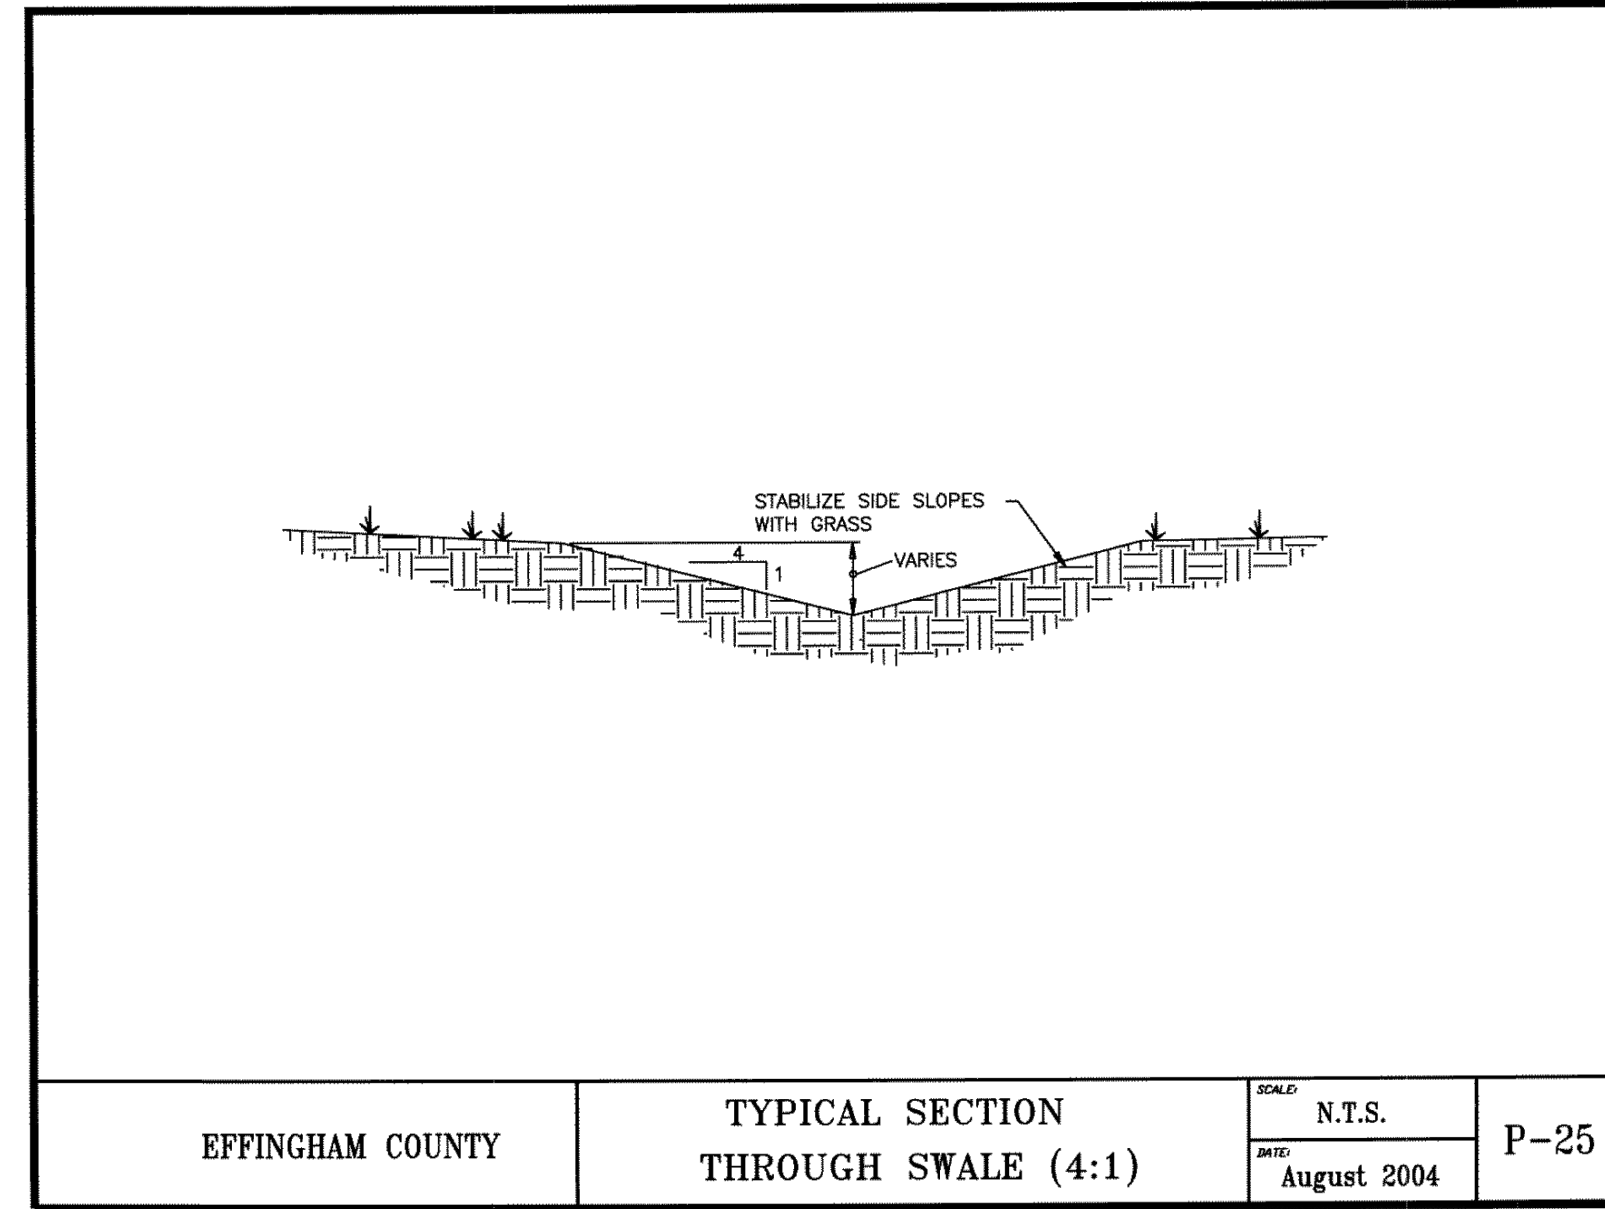 STABILIZE SIDE SLOPES
WITH GRASS
4
1
VARIES
EFFINGHAM COUNTY
TYPICAL SECTION
THROUGH SWALE (4:1)
SCALE:
N.T.S.
DATE:
August 2004
P-25